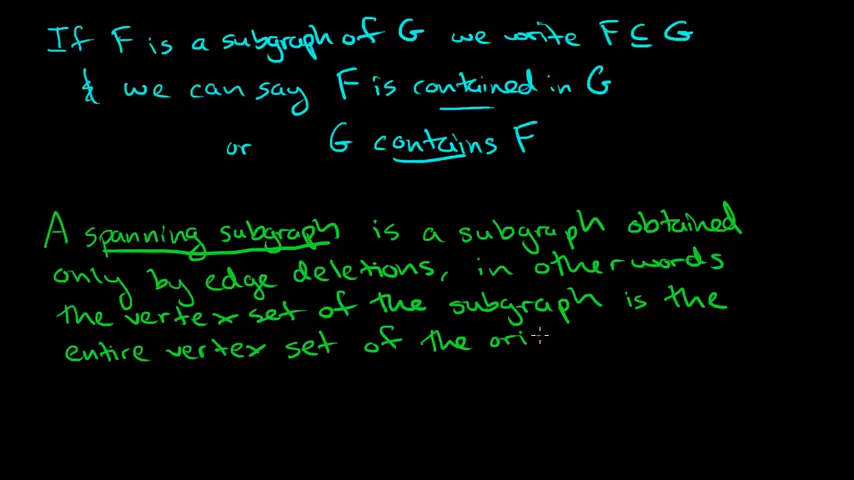 If F is a subgraph of G we write F ⊆ G
& we can say F is contained in G
or G contains F
A spanning subgraph is a subgraph obtained
only by edge deletions, in other words
the vertex set of the subgraph is the
entire vertex set of the ori